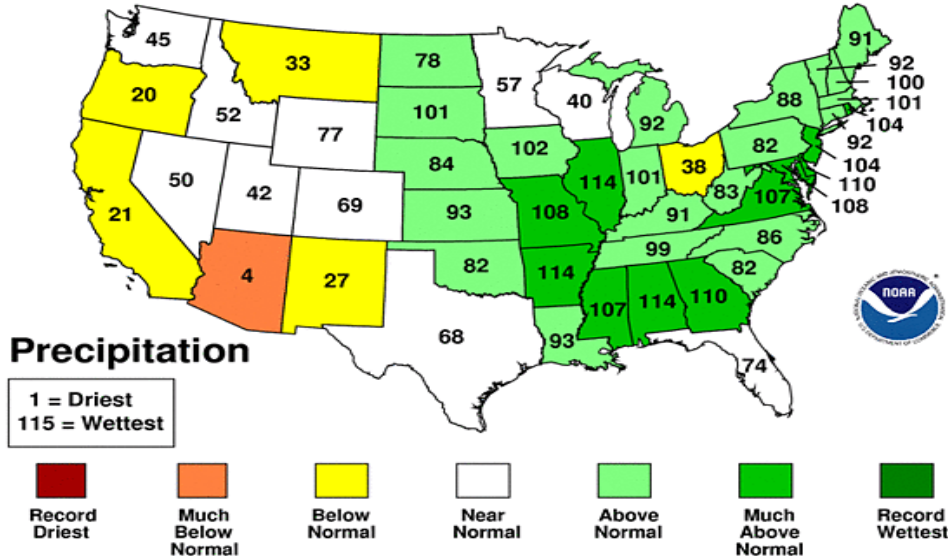 45
33
78
57
91
92
100
101
104
92
104
110
108
20
52
77
101
40
92
88
82
84
102
114
101
38
83
107
50
42
69
93
108
91
86
21
4
27
82
114
99
82
107
114
110
68
93
74
NOAA
Precipitation
1 = Driest
115 = Wettest
Record
Driest
Much
Below
Normal
Below
Normal
Near
Normal
Above
Normal
Much
Above
Normal
Record
Wettest